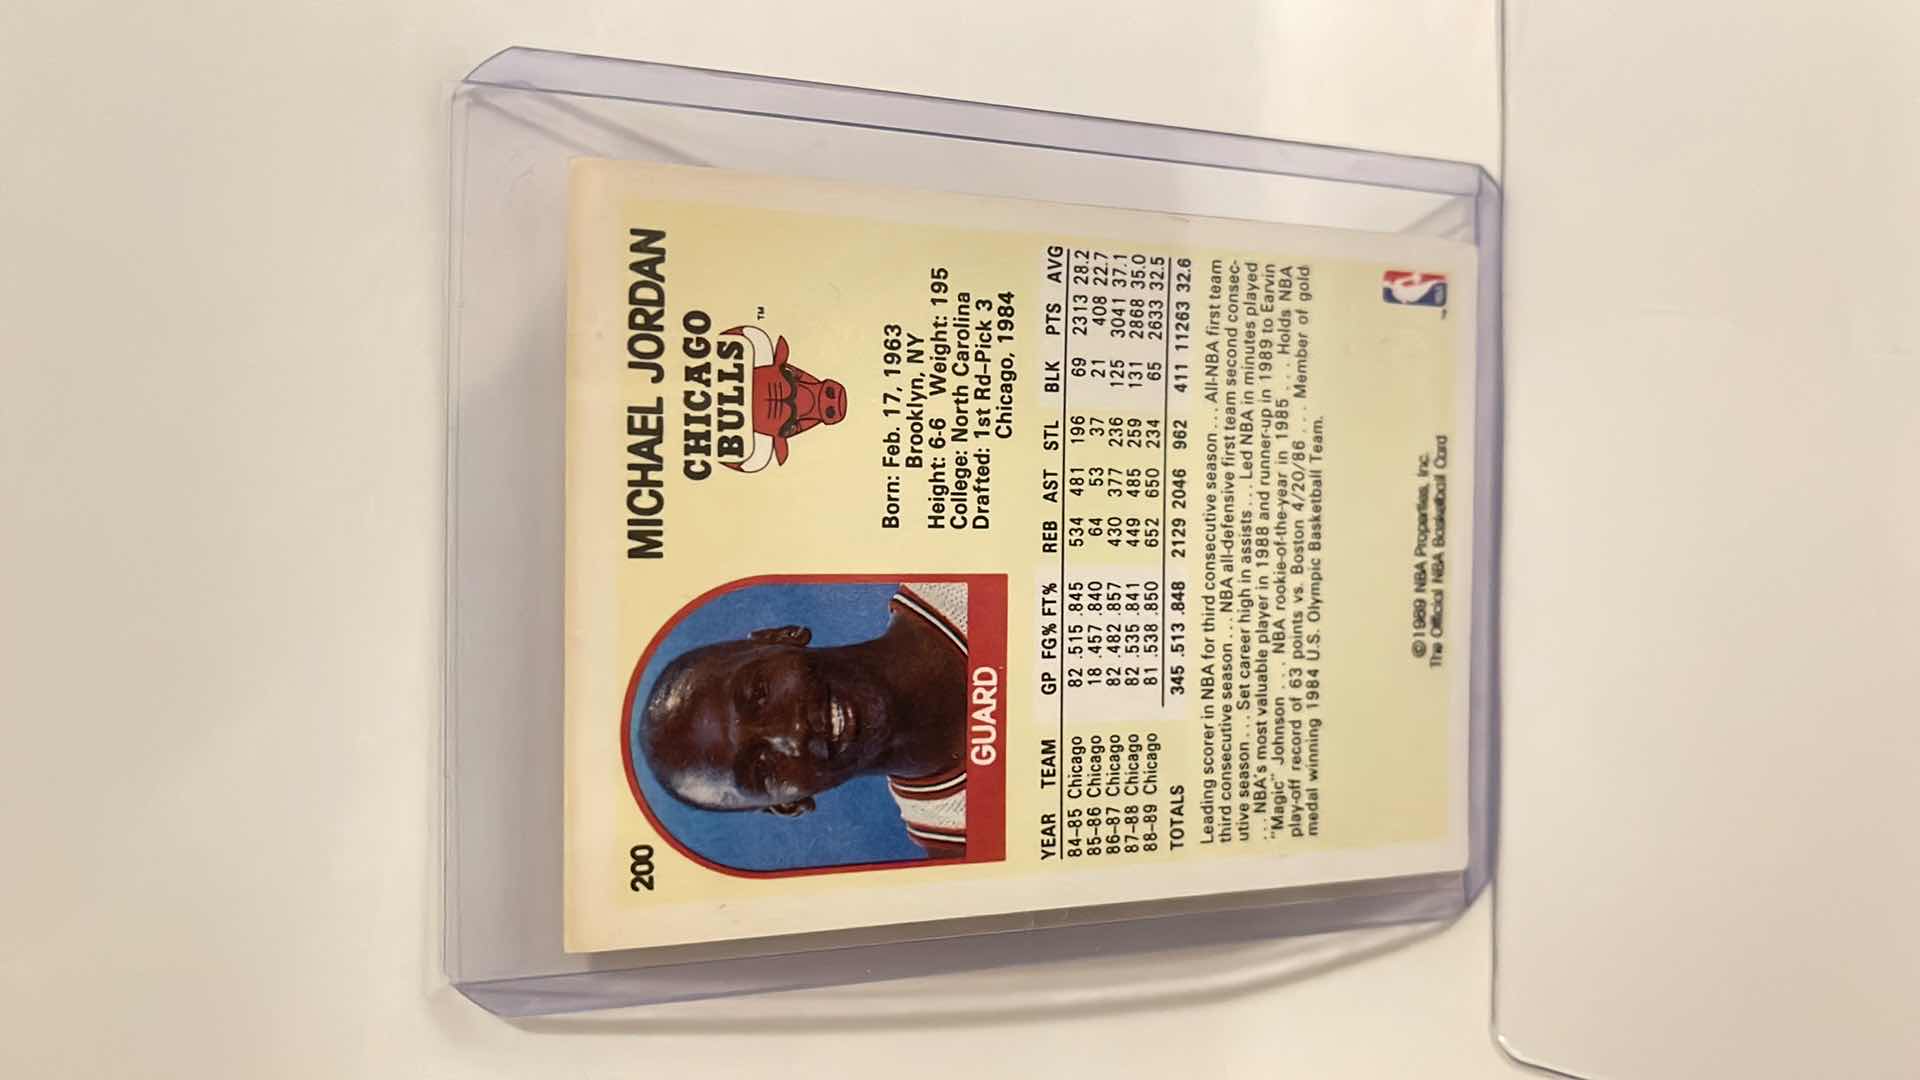 200
MICHAEL JORDAN
CHICAGO
BULLS
TM
GUARD
Born: Feb. 17, 1963
Brooklyn, NY
Height: 6-6 Weight: 195
College: North Carolina
Drafted: 1st Rd–Pick 3
Chicago, 1984
YEAR TEAM GP FG% FT% REB AST STL BLK PTS AVG
84–85 Chicago 82 .515 .845 534 481 196 69 2313 28.2
85–86 Chicago 18 .457 .840 64 53 37 21 408 22.7
86–87 Chicago 82 .482 .857 430 377 236 125 3041 37.1
87–88 Chicago 82 .535 .841 449 485 259 131 2868 35.0
88–89 Chicago 81 .538 .850 652 650 234 65 2633 32.5
TOTALS 345 .513 .848 2129 2046 962 411 11263 32.6
Leading scorer in NBA for third consecutive season . . . All-NBA first team
third consecutive season . . . NBA all-defensive first team second consec-
utive season . . . Set career high in assists . . . Led NBA in minutes played
. . . NBA's most valuable player in 1988 and runner-up in 1989 to Earvin
"Magic" Johnson . . . NBA rookie-of-the-year in 1985 . . . Holds NBA
play-off record of 63 points vs. Boston 4/20/86 . . . Member of gold
medal winning 1984 U.S. Olympic Basketball Team.
©1989 NBA Properties, Inc.
The Official NBA Basketball Card